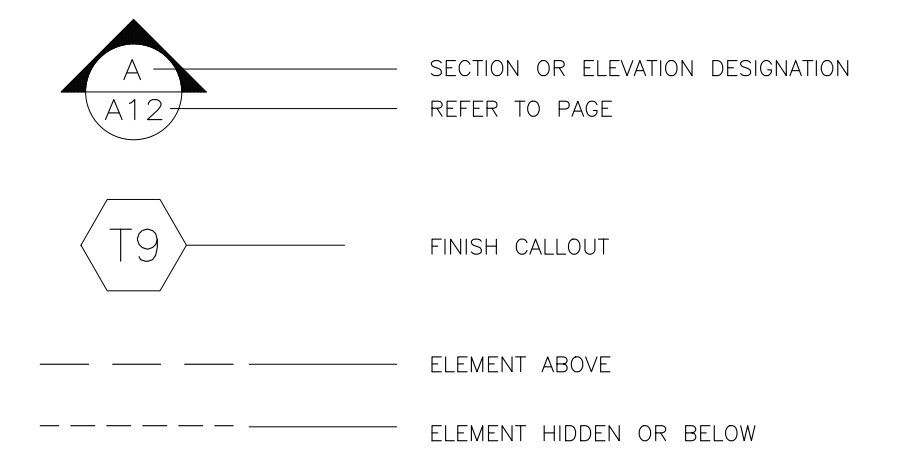 A
SECTION OR ELEVATION DESIGNATION
A12
REFER TO PAGE
T9
FINISH CALLOUT
ELEMENT ABOVE
ELEMENT HIDDEN OR BELOW